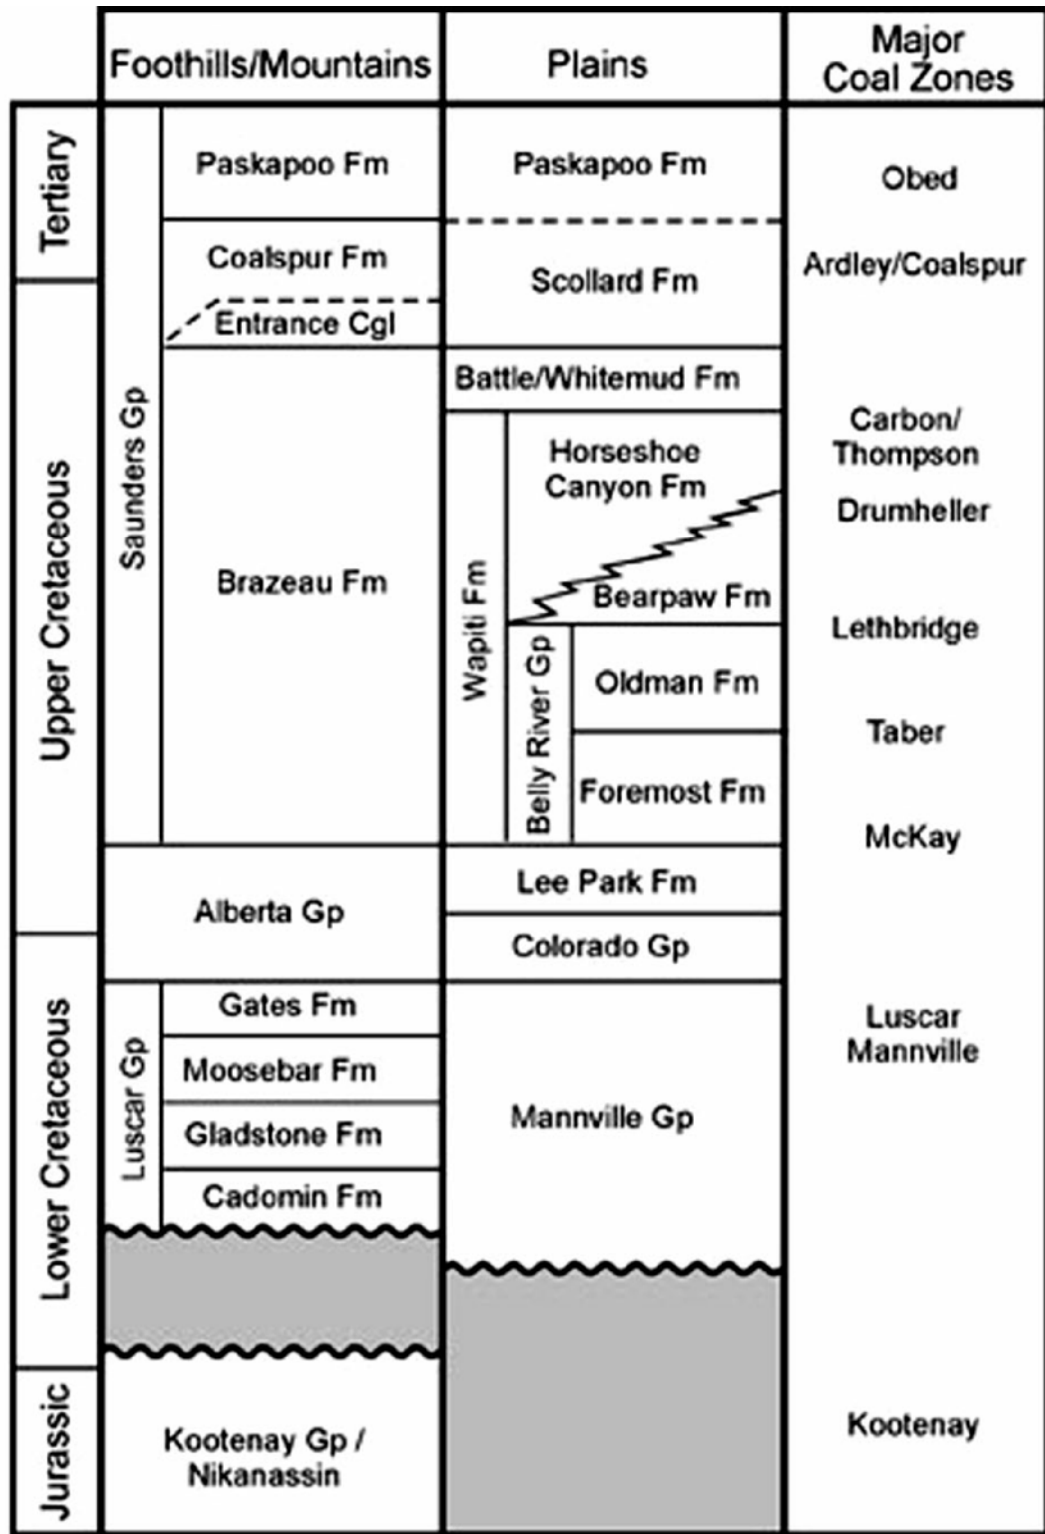 Foothills/Mountains
Plains
Major
Coal Zones
Tertiary
Upper Cretaceous
Lower Cretaceous
Jurassic
Saunders Gp
Paskapoo Fm
Coalspur Fm
Entrance Cgl
Brazeau Fm
Alberta Gp
Luscar Gp
Gates Fm
Moosebar Fm
Gladstone Fm
Cadomin Fm
Kootenay Gp /
Nikanassin
Paskapoo Fm
Scollard Fm
Battle/Whitemud Fm
Wapiti Fm
Horseshoe
Canyon Fm
Bearpaw Fm
Belly River Gp
Oldman Fm
Foremost Fm
Lee Park Fm
Colorado Gp
Mannville Gp
Obed
Ardley/Coalspur
Carbon/
Thompson
Drumheller
Lethbridge
Taber
McKay
Luscar
Mannville
Kootenay